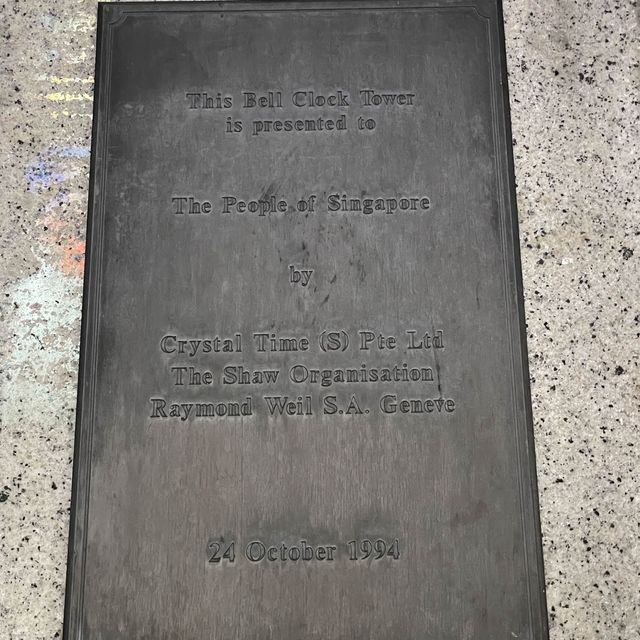 This Bell Clock Tower
is presented to
The People of Singapore
by
Crystal Time (S) Pte Ltd
The Shaw Organisation
Raymond Weil S.A. Geneve
24 October 1994